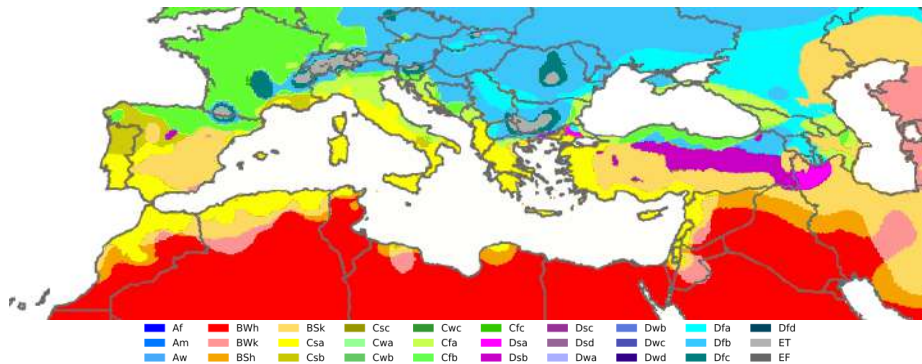 Af BWh BSk Csc Cwc Cfc Dsc Dwb Dfa Dfd
Am BWk Csa Cwa Cfa Dsa Dsd Dwc Dfb ET
Aw BSh Csb Cwb Cfb Dsb Dwa Dwd Dfc EF